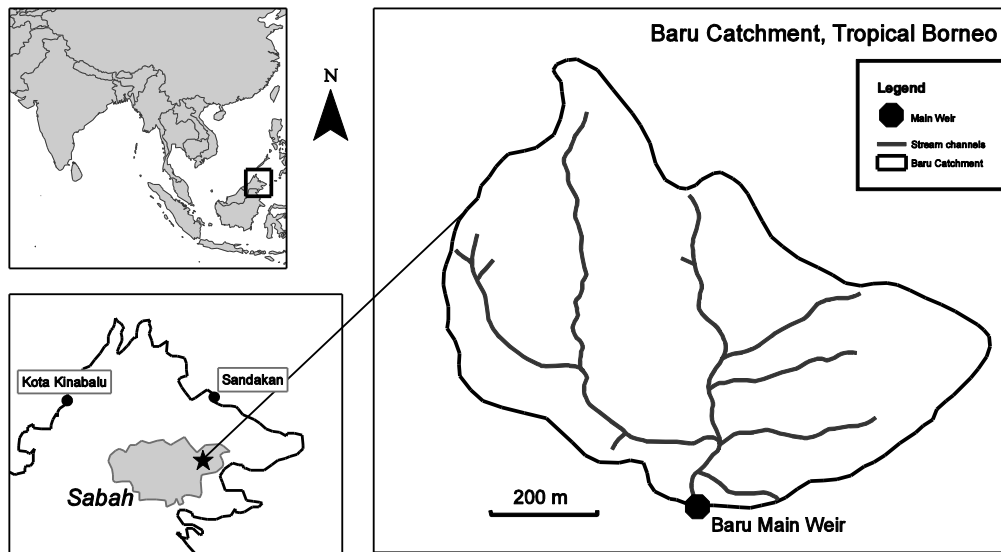 Baru Catchment, Tropical Borneo
N
Legend
Main Weir
Stream channels
Baru Catchment
Kota Kinabalu
Sandakan
Sabah
200 m
Baru Main Weir